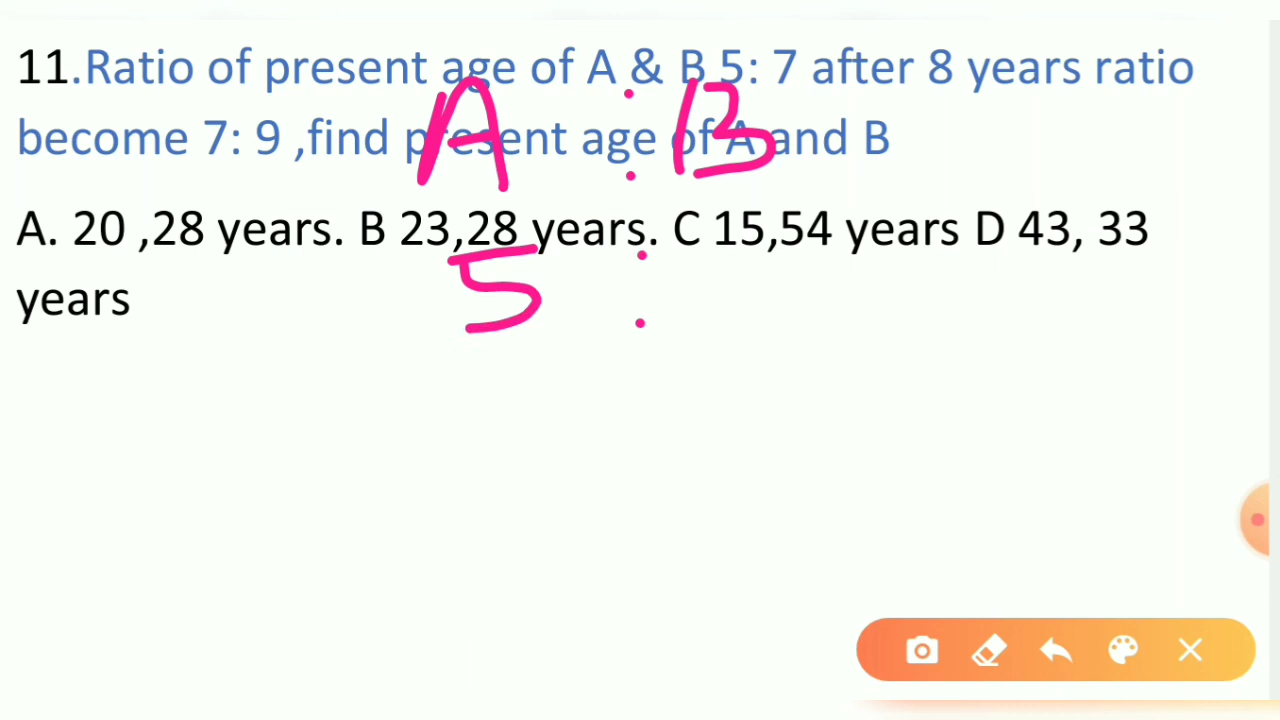 11.Ratio of present age of A & B 5: 7 after 8 years ratio
become 7: 9 ,find present age of A and B
A : B
A. 20 ,28 years. B 23,28 years. C 15,54 years D 43, 33
years
5 :